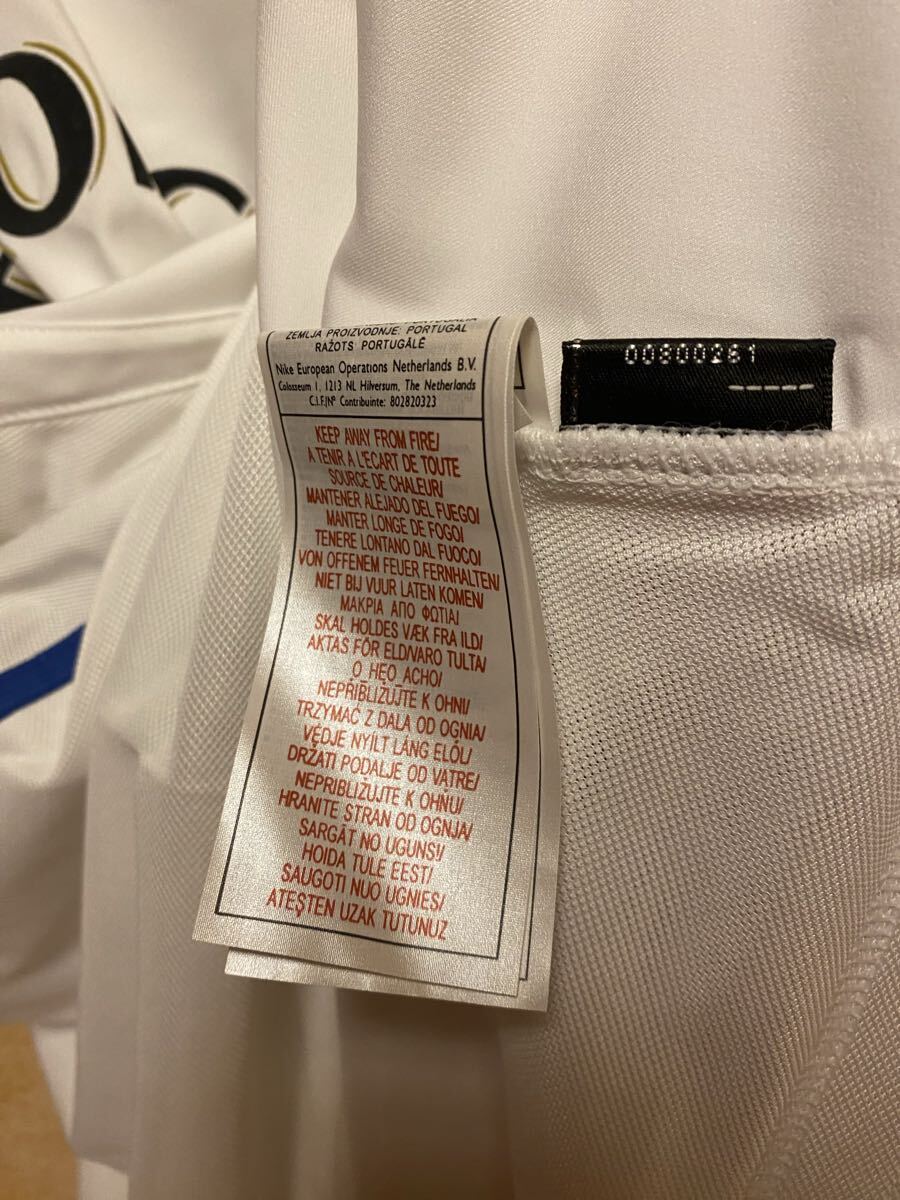 ZEMLJA PROIZVODNJE: PORTUGAL
RAŽOTS PORTUGĀLĒ
Nike European Operations Netherlands B.V.
Colosseum 1, 1213 NL Hilversum, The Netherlands
C.I.F./Nº Contribuinte: 802820323
KEEP AWAY FROM FIRE/
A TENIR A L'ECART DE TOUTE
SOURCE DE CHALEUR/
MANTENER ALEJADO DEL FUEGO/
MANTER LONGE DE FOGO/
TENERE LONTANO DAL FUOCO/
VON OFFENEM FEUER FERNHALTEN/
NIET BIJ VUUR LATEN KOMEN/
ΜΑΚΡΙΑ ΑΠΟ ΦΩΤΙΑ/
SKAL HOLDES VÆK FRA ILD/
AKTAS FÖR ELD/VARO TULTA/
NEPŘIBLIŽUJTE K OHNI/
TRZYMAĆ Z DALA OD OGNIA/
VÉDJE NYÍLT LÁNG ELŐL/
DRŽATI PODALJE OD VATRE/
NEPRIBLIŽUJTE K OHŇU/
HRANITE STRAN OD OGNJA/
SARGĀT NO UGUNS/
HOIDA TULE EEST/
SAUGOTI NUO UGNIES/
ATEŞTEN UZAK TUTUNUZ
00800281